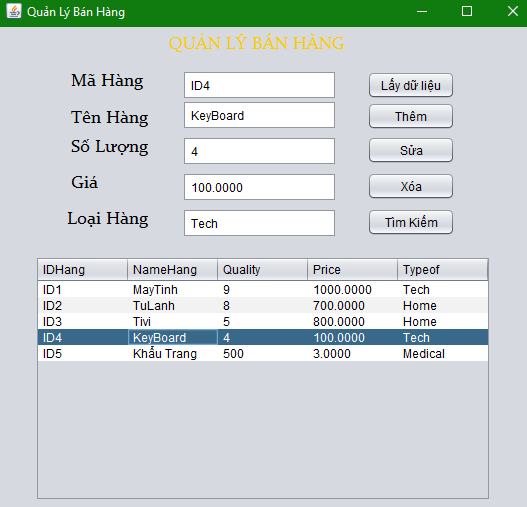 Quản Lý Bán Hàng
QUẢN LÝ BÁN HÀNG
Mã Hàng ID4 Lấy dữ liệu
Tên Hàng KeyBoard Thêm
Số Lượng 4 Sửa
Giá 100.0000 Xóa
Loại Hàng Tech Tìm Kiếm
IDHang NameHang Quality Price Typeof
ID1 MayTinh 9 1000.0000 Tech
ID2 TuLanh 8 700.0000 Home
ID3 Tivi 5 800.0000 Home
ID4 KeyBoard 4 100.0000 Tech
ID5 Khẩu Trang 500 3.0000 Medical